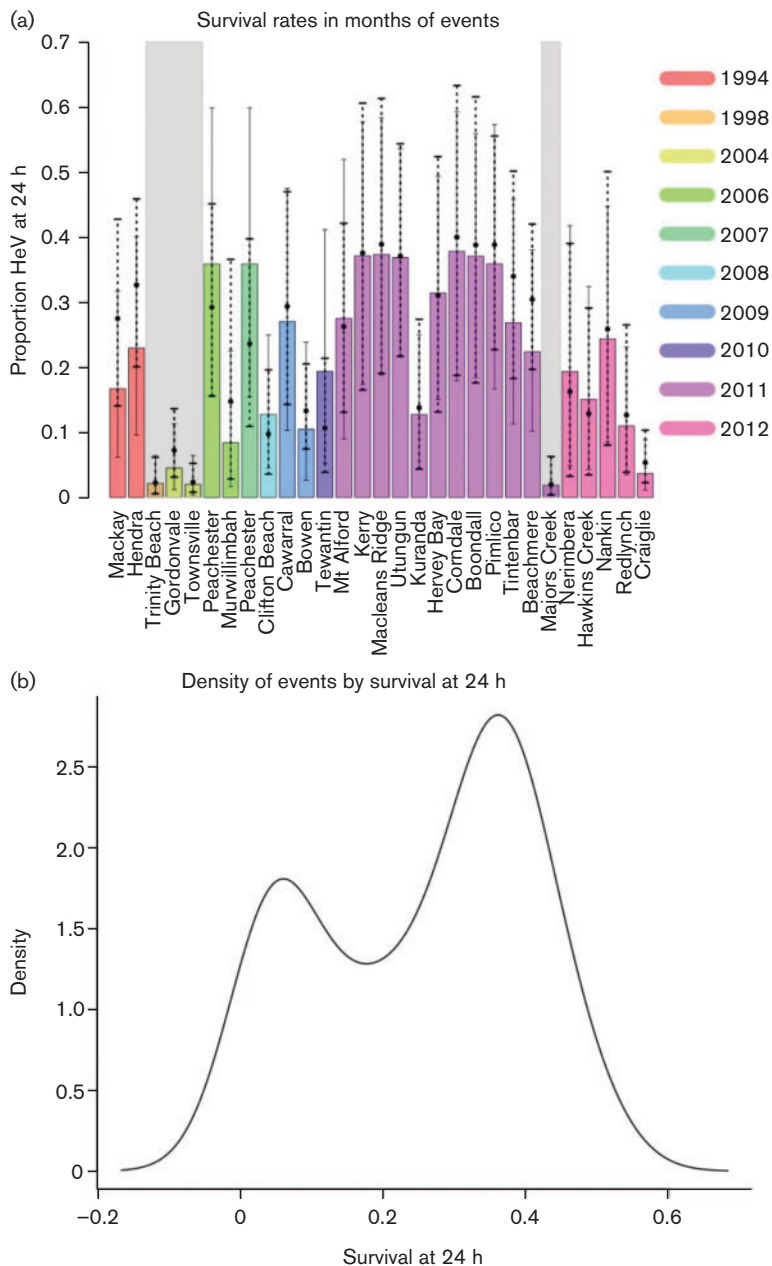 (a)
Survival rates in months of events
Proportion HeV at 24 h
0.7
0.6
0.5
0.4
0.3
0.2
0.1
0
1994
1998
2004
2006
2007
2008
2009
2010
2011
2012
Mackay
Hendra
Trinity Beach
Gordonvale
Townsville
Peachester
Murwillimbah
Peachester
Clifton Beach
Cawarral
Bowen
Tewantin
Mt Alford
Kerry
Macleans Ridge
Utungun
Kuranda
Hervey Bay
Corndale
Boondall
Pimlico
Tintenbar
Beachmere
Majors Creek
Nerimbera
Hawkins Creek
Nankin
Redlynch
Craiglie
(b)
Density of events by survival at 24 h
Density
2.5
2.0
1.5
1.0
0.5
0
−0.2
0
0.2
0.4
0.6
Survival at 24 h